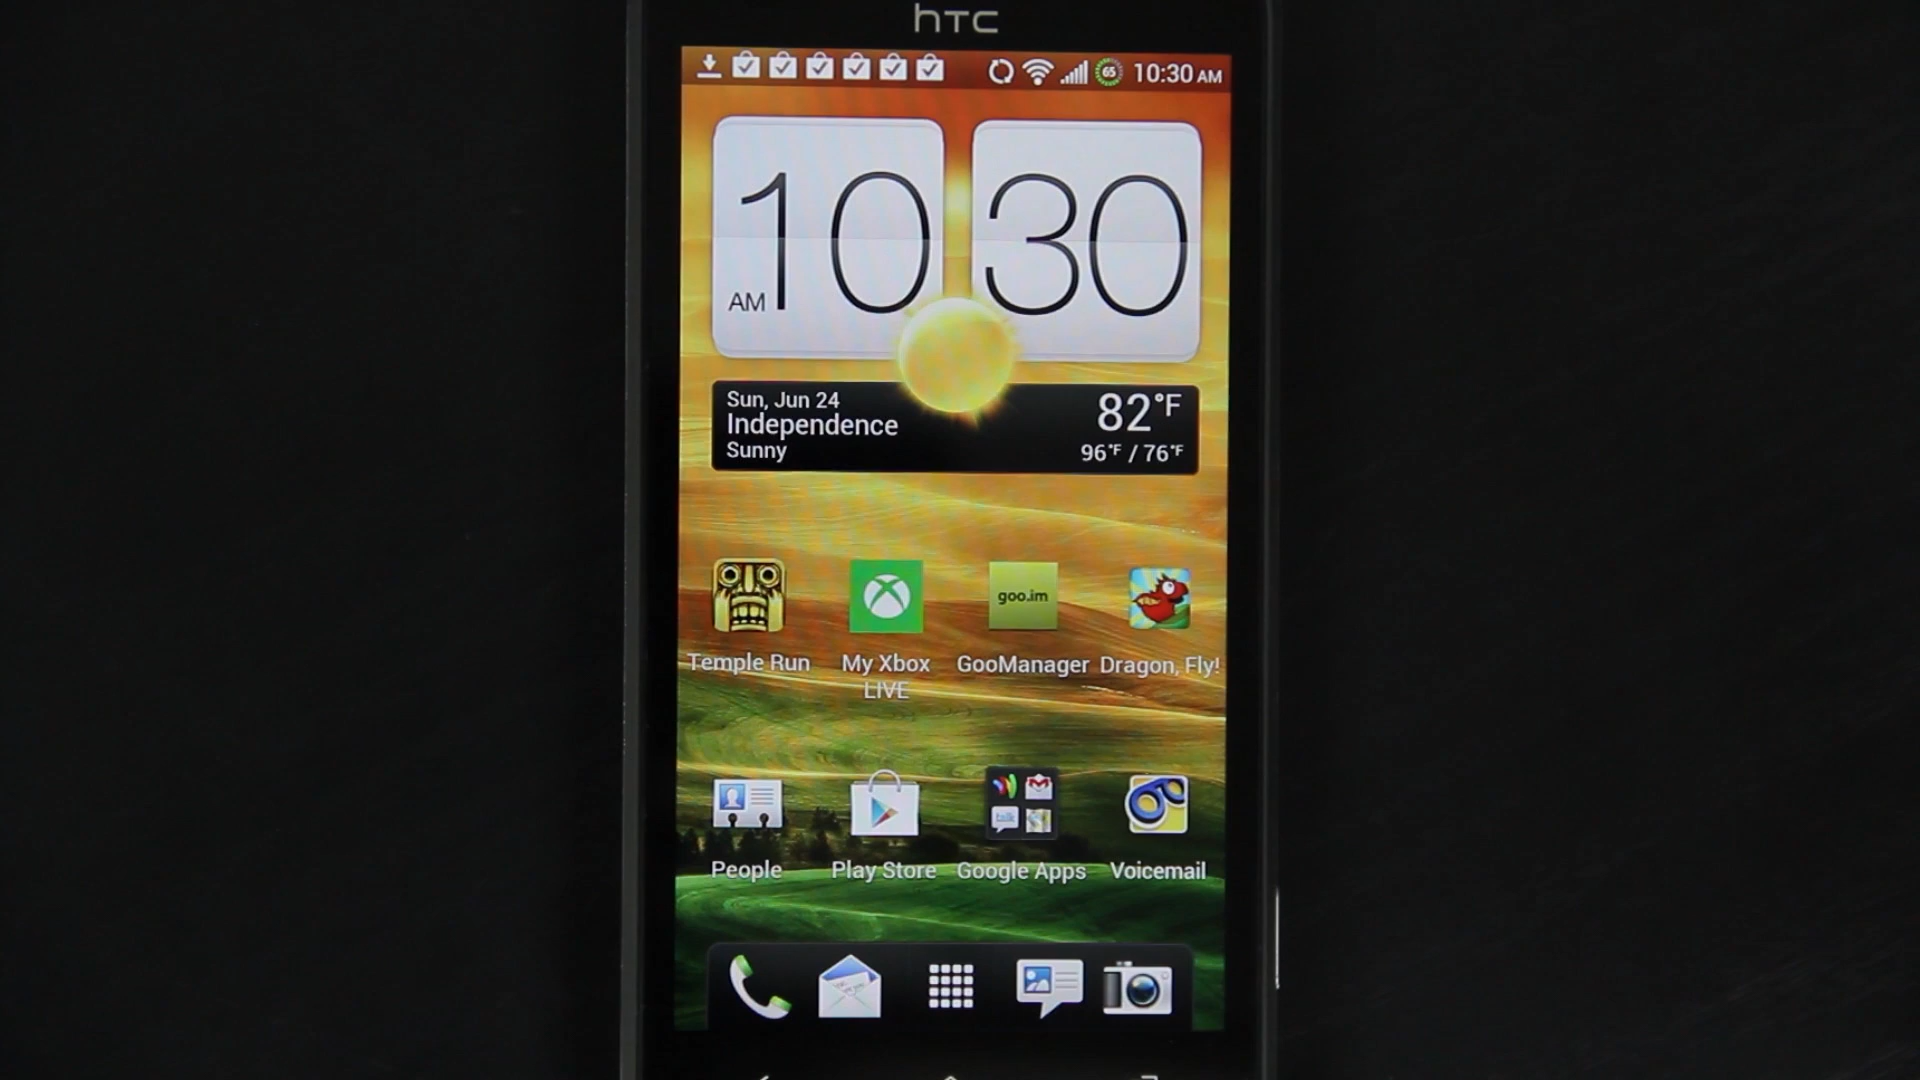 hTC
65 10:30 AM
AM 10 30
Sun, Jun 24
82°F
Independence
Sunny
96°F / 76°F
goo.im
Temple Run My Xbox LIVE GooManager Dragon, Fly!
talk
People Play Store Google Apps Voicemail